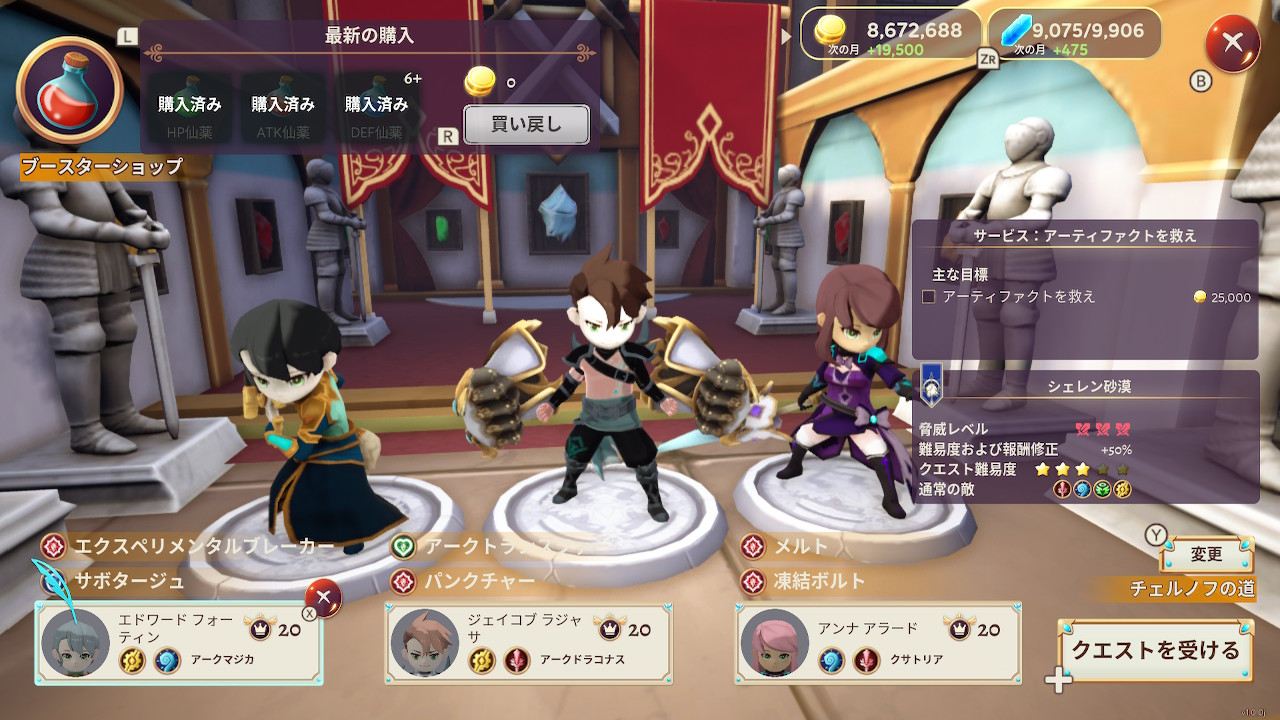 L
最新の購入
6+
購入済み
購入済み
購入済み
HP仙薬
ATK仙薬
DEF仙薬
0
R
買い戻し
ブースターショップ
8,672,688
次の月 +19,500
ZR
9,075/9,906
次の月 +475
B
サービス：アーティファクトを救え
主な目標
アーティファクトを救え
25,000
シェレン砂漠
脅威レベル
難易度および報酬修正 +50%
クエスト難易度
通常の敵
エクスペリメンタルブレーカー
サボタージュ
X
エドワード フォーティン
20
アークマジカ
パンクチャー
ジェイコブ ラジャサ
20
アークドラコナス
メルト
凍結ボルト
アンナ アラード
20
クサトリア
Y
変更
チェルノフの道
クエストを受ける